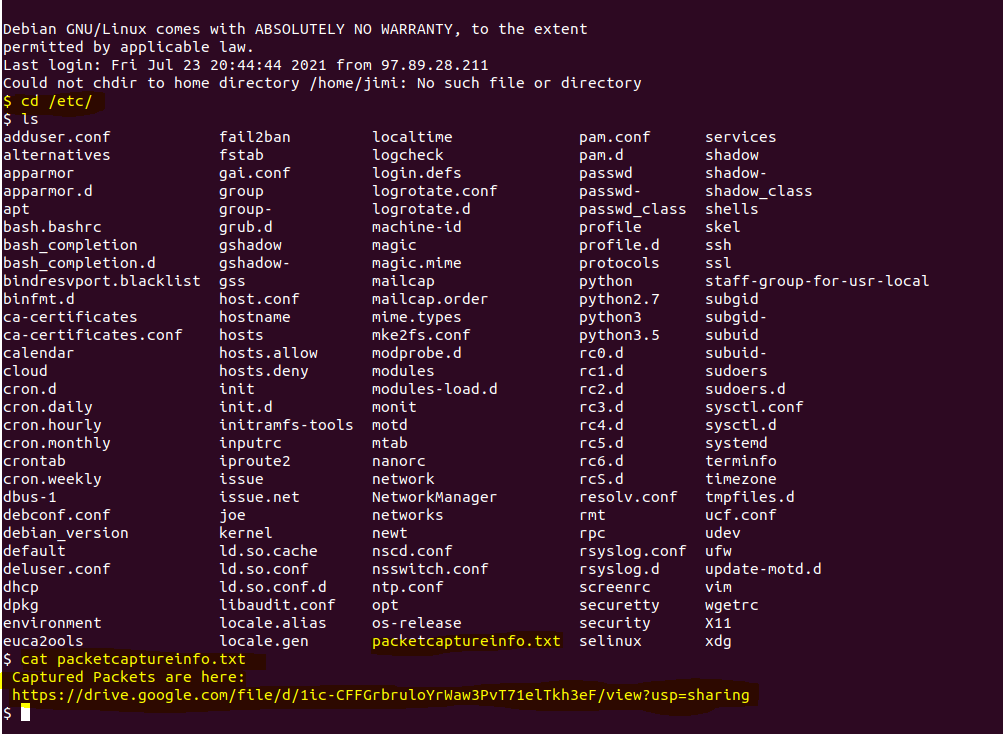 Debian GNU/Linux comes with ABSOLUTELY NO WARRANTY, to the extent
permitted by applicable law.
Last login: Fri Jul 23 20:44:44 2021 from 97.89.28.211
Could not chdir to home directory /home/jimi: No such file or directory
$ cd /etc/
$ ls
adduser.conf fail2ban localtime pam.conf services
alternatives fstab logcheck pam.d shadow
apparmor gai.conf login.defs passwd shadow-
apparmor.d group logrotate.conf passwd- shadow_class
apt group- logrotate.d passwd_class shells
bash.bashrc grub.d machine-id profile skel
bash_completion gshadow magic profile.d ssh
bash_completion.d gshadow- magic.mime protocols ssl
bindresvport.blacklist gss mailcap python staff-group-for-usr-local
binfmt.d host.conf mailcap.order python2.7 subgid
ca-certificates hostname mime.types python3 subgid-
ca-certificates.conf hosts mke2fs.conf python3.5 subuid
calendar hosts.allow modprobe.d rc0.d subuid-
cloud hosts.deny modules rc1.d sudoers
cron.d init modules-load.d rc2.d sudoers.d
cron.daily init.d monit rc3.d sysctl.conf
cron.hourly initramfs-tools motd rc4.d sysctl.d
cron.monthly inputrc mtab rc5.d systemd
crontab iproute2 nanorc rc6.d terminfo
cron.weekly issue network rcS.d timezone
dbus-1 issue.net NetworkManager resolv.conf tmpfiles.d
debconf.conf joe networks rmt ucf.conf
debian_version kernel newt rpc udev
default ld.so.cache nscd.conf rsyslog.conf ufw
deluser.conf ld.so.conf nsswitch.conf rsyslog.d update-motd.d
dhcp ld.so.conf.d ntp.conf screenrc vim
dpkg libaudit.conf opt securetty wgetrc
environment locale.alias os-release security X11
euca2ools locale.gen packetcaptureinfo.txt selinux xdg
$ cat packetcaptureinfo.txt
Captured Packets are here:
https://drive.google.com/file/d/1ic-CFFGrbruloYrWaw3PvT71elTkh3eF/view?usp=sharing
$